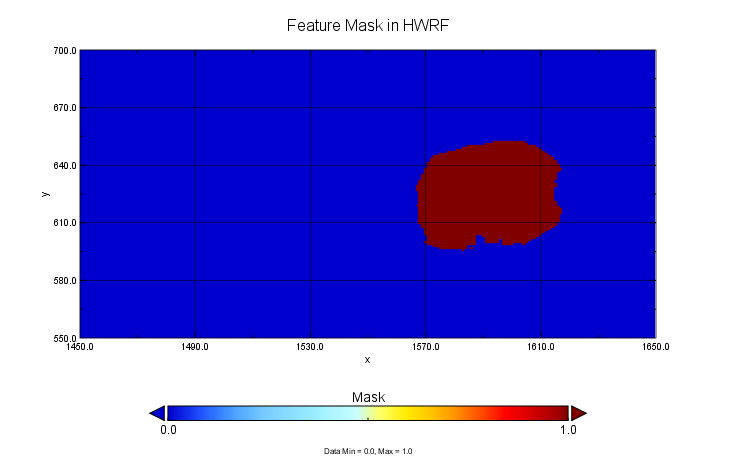 Feature Mask in HWRF
700.0
670.0
640.0
y
610.0
580.0
550.0
1450.0 1490.0 1530.0 1570.0 1610.0 1650.0
x
Mask
0.0 1.0
Data Min = 0.0, Max = 1.0